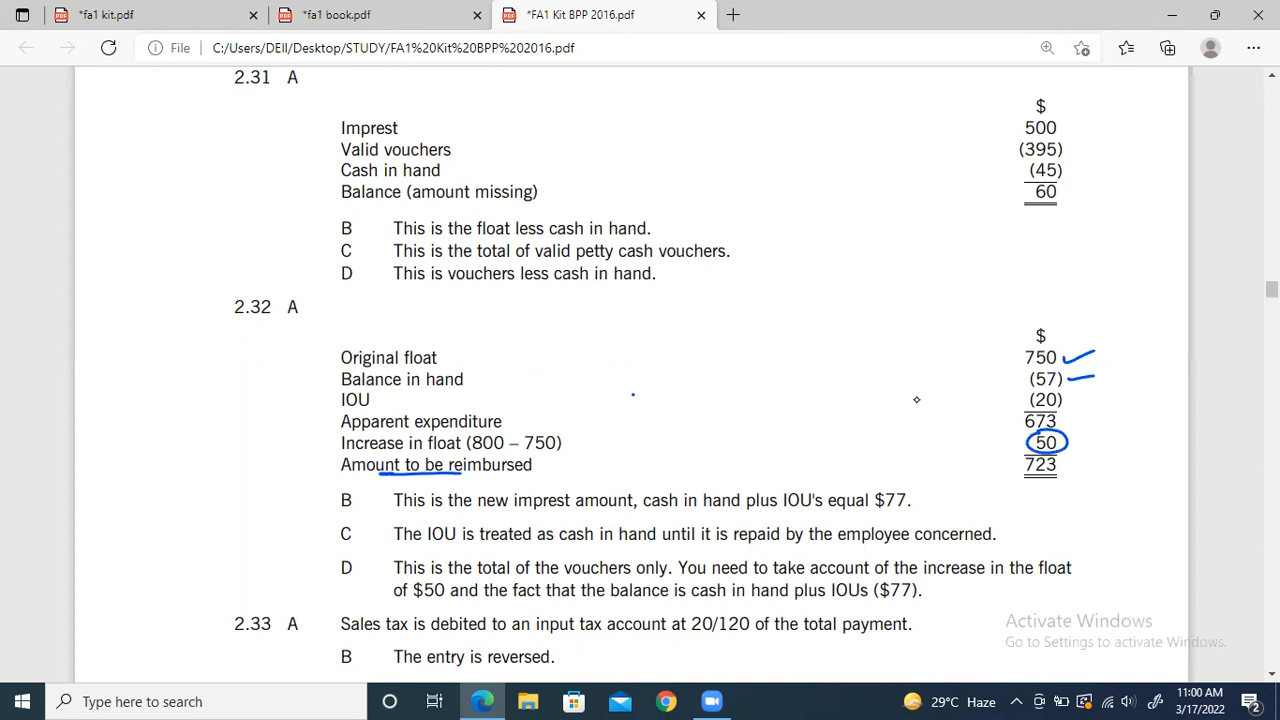 *fa1 kit.pdf
*fa1 book.pdf
*FA1 Kit BPP 2016.pdf
File C:/Users/DEll/Desktop/STUDY/FA1%20Kit%20BPP%202016.pdf
2.31 A
$
Imprest 500
Valid vouchers (395)
Cash in hand (45)
Balance (amount missing) 60
B This is the float less cash in hand.
C This is the total of valid petty cash vouchers.
D This is vouchers less cash in hand.
2.32 A
$
Original float 750
Balance in hand (57)
IOU (20)
Apparent expenditure 673
Increase in float (800 – 750) 50
Amount to be reimbursed 723
B This is the new imprest amount, cash in hand plus IOU's equal $77.
C The IOU is treated as cash in hand until it is repaid by the employee concerned.
D This is the total of the vouchers only. You need to take account of the increase in the float
of $50 and the fact that the balance is cash in hand plus IOUs ($77).
2.33 A Sales tax is debited to an input tax account at 20/120 of the total payment.
B The entry is reversed.
Activate Windows
Go to Settings to activate Windows.
Type here to search
29°C Haze
11:00 AM
3/17/2022
2